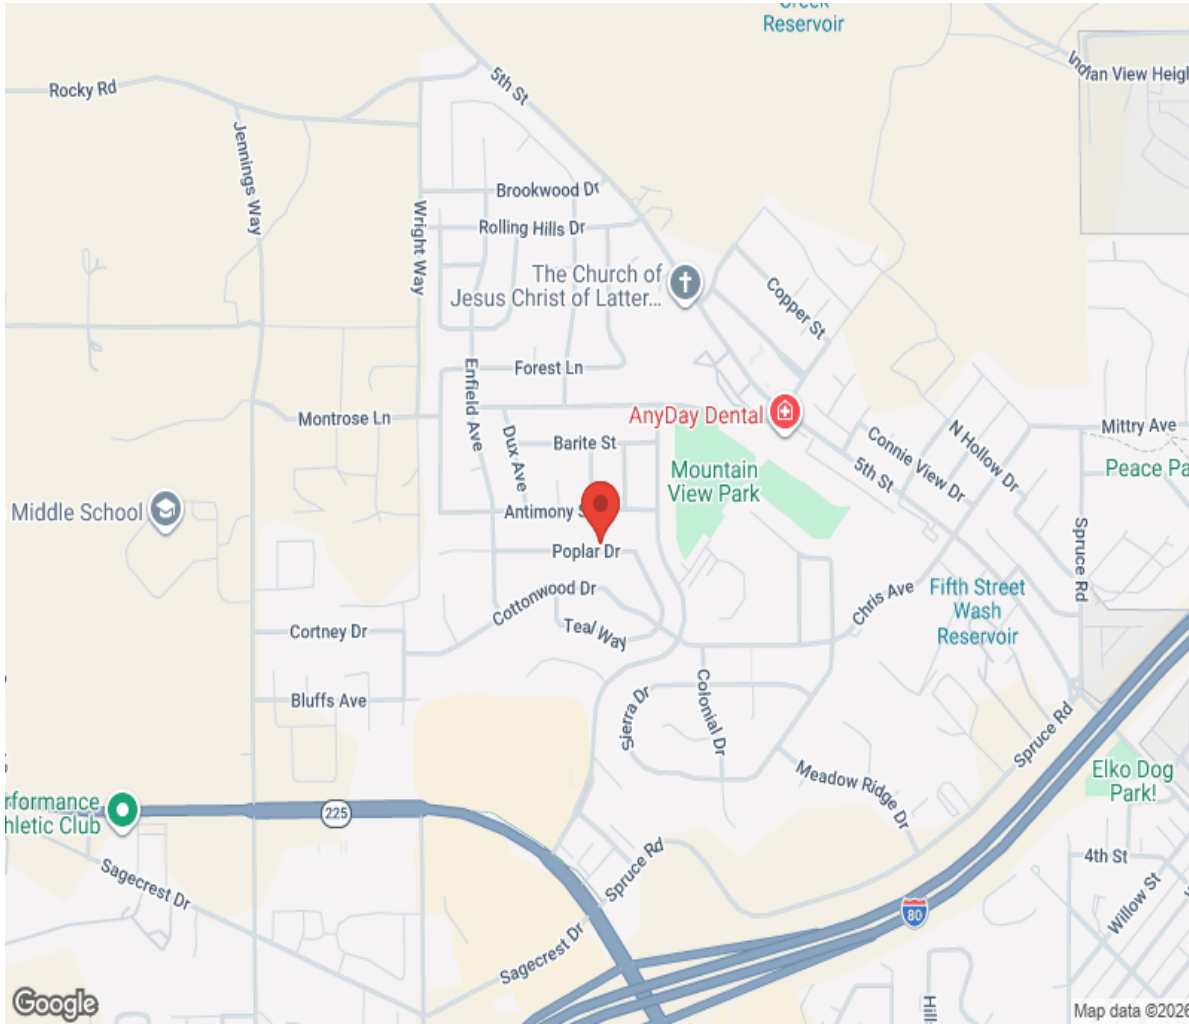 Creek
Reservoir
Indian View Heigh
Rocky Rd
5th St
Jennings Way
Brookwood Dr
Wright Way
Rolling Hills Dr
The Church of
Jesus Christ of Latter...
Copper St
Enfield Ave
Forest Ln
Montrose Ln
AnyDay Dental
Dux Ave
Barite St
Mountain
View Park
Connie View Dr
N Hollow Dr
Mittry Ave
5th St
Peace Pa
Middle School
Antimony S
Poplar Dr
Spruce Rd
Cottonwood Dr
Chris Ave
Fifth Street
Wash
Reservoir
Cortney Dr
Teal Way
Bluffs Ave
Sierra Dr
Colonial Dr
Spruce Rd
Meadow Ridge Dr
Elko Dog
Park!
rformance
hletic Club
225
Spruce Rd
4th St
Sagecrest Dr
Willow St
80
Sagecrest Dr
Hill
Google
Map data ©2026